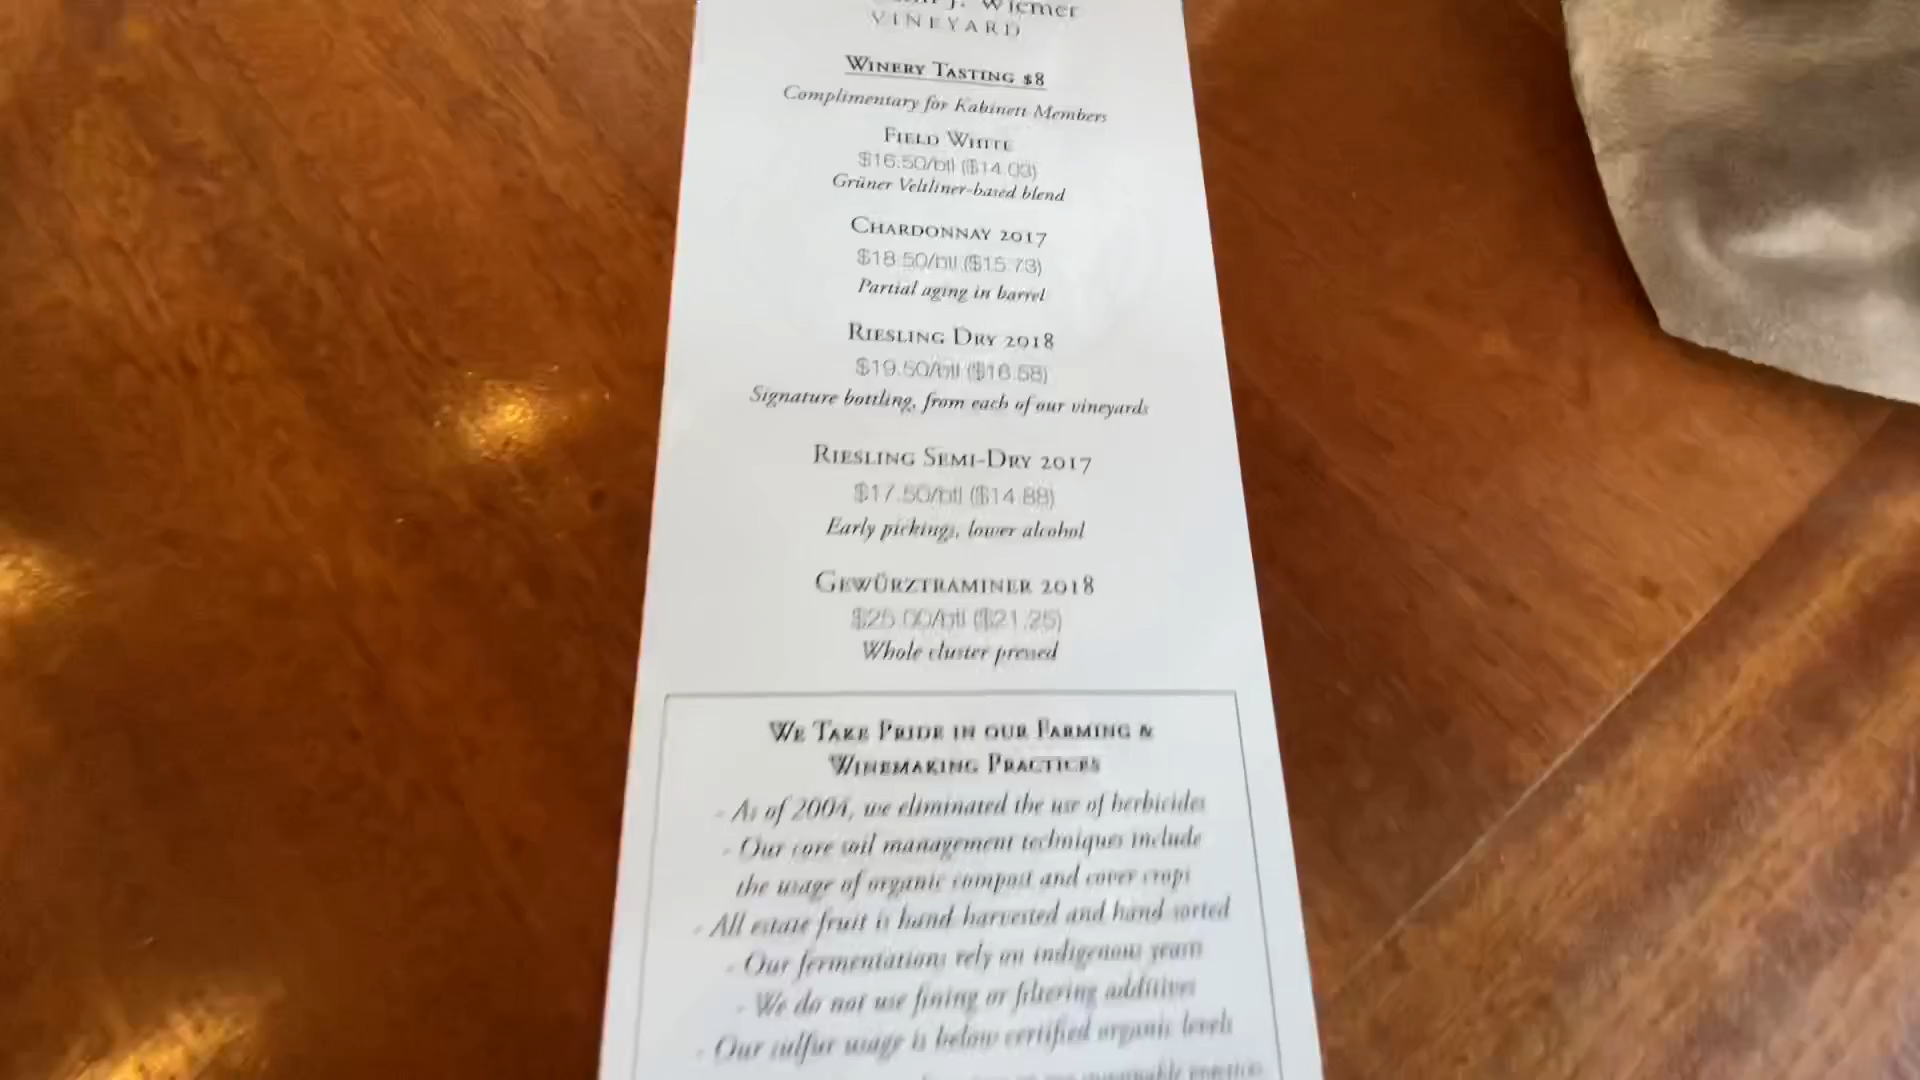 J. Wiemer
VINEYARD
WINERY TASTING $8
Complimentary for Kabinett Members
FIELD WHITE
$16.50/btl ($14.03)
Grüner Veltliner-based blend
CHARDONNAY 2017
$18.50/btl ($15.73)
Partial aging in barrel
RIESLING DRY 2018
$19.50/btl ($16.58)
Signature bottling, from each of our vineyards
RIESLING SEMI-DRY 2017
$17.50/btl ($14.88)
Early pickings, lower alcohol
GEWÜRZTRAMINER 2018
$25.00/btl ($21.25)
Whole cluster pressed
WE TAKE PRIDE IN OUR FARMING &
WINEMAKING PRACTICES
- As of 2004, we eliminated the use of herbicides
- Our core soil management techniques include
the usage of organic compost and cover crops
- All estate fruit is hand harvested and hand sorted
- Our fermentations rely on indigenous yeasts
- We do not use fining or filtering additives
- Our sulfur usage is below certified organic levels
sustainable practices